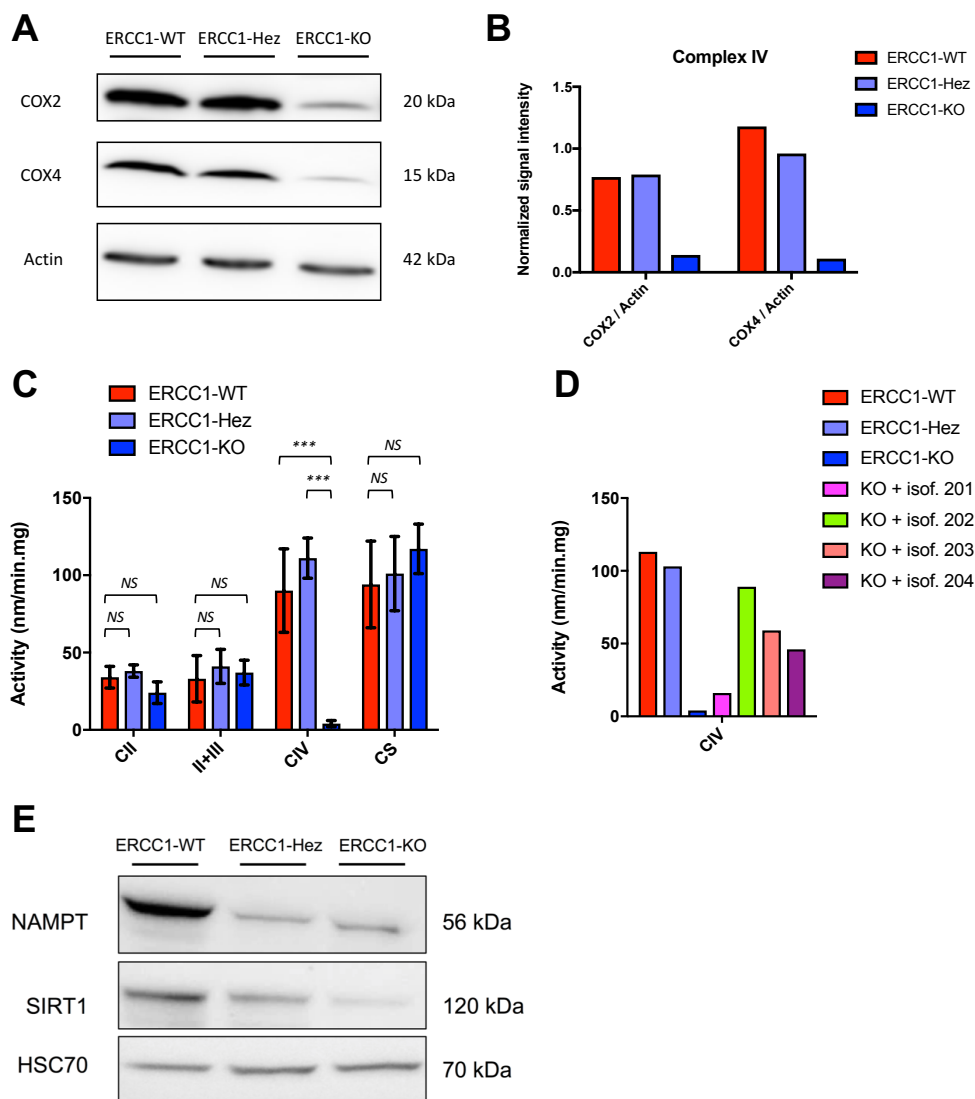 A
ERCC1-WT ERCC1-Hez ERCC1-KO
COX2 20 kDa
COX4 15 kDa
Actin 42 kDa
B
Complex IV
ERCC1-WT
ERCC1-Hez
ERCC1-KO
Normalized signal intensity
1.5
1.0
0.5
0.0
COX2 / Actin COX4 / Actin
C
ERCC1-WT
ERCC1-Hez
ERCC1-KO
Activity (nm/min.mg)
150
100
50
0
NS
NS
NS
NS
***
***
NS
NS
CII II+III CIV CS
D
ERCC1-WT
ERCC1-Hez
ERCC1-KO
KO + isof. 201
KO + isof. 202
KO + isof. 203
KO + isof. 204
Activity (nm/min.mg)
150
100
50
0
CIV
E
ERCC1-WT ERCC1-Hez ERCC1-KO
NAMPT 56 kDa
SIRT1 120 kDa
HSC70 70 kDa